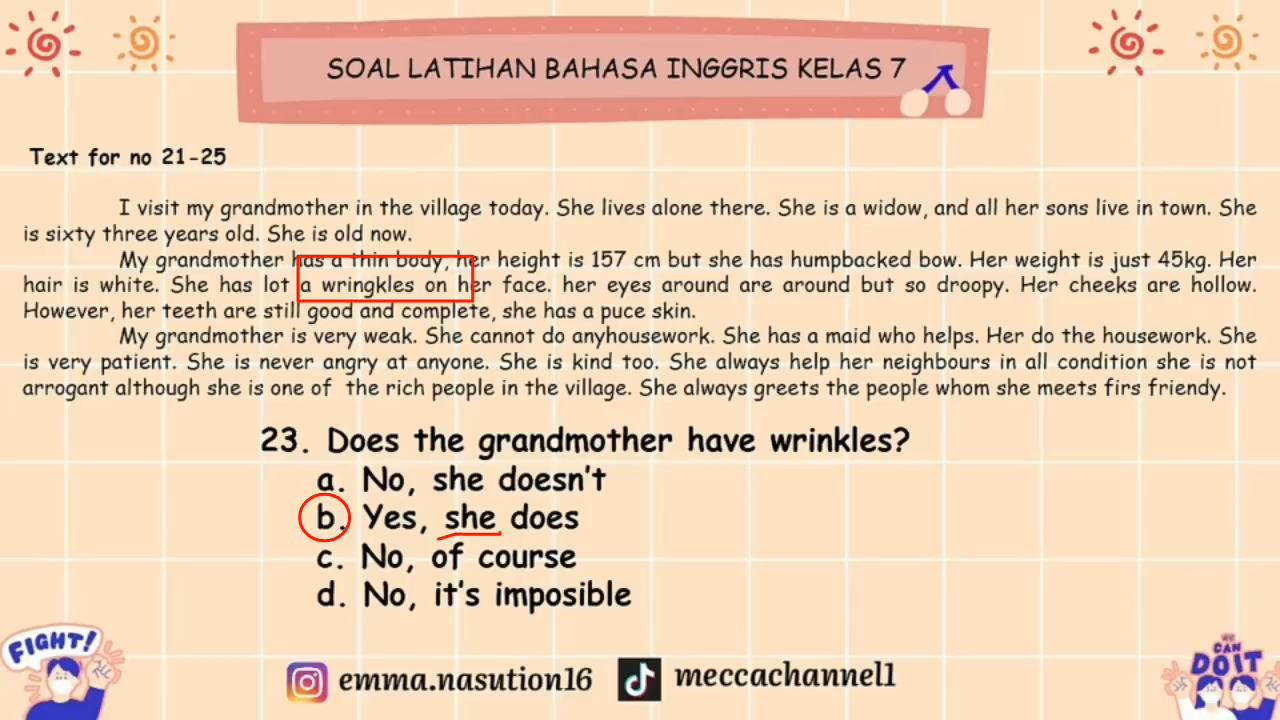 SOAL LATIHAN BAHASA INGGRIS KELAS 7
Text for no 21-25
I visit my grandmother in the village today. She lives alone there. She is a widow, and all her sons live in town. She
is sixty three years old. She is old now.
My grandmother has a thin body, her height is 157 cm but she has humpbacked bow. Her weight is just 45kg. Her
hair is white. She has lot a wringkles on her face. her eyes around are around but so droopy. Her cheeks are hollow.
However, her teeth are still good and complete, she has a puce skin.
My grandmother is very weak. She cannot do anyhousework. She has a maid who helps. Her do the housework. She
is very patient. She is never angry at anyone. She is kind too. She always help her neighbours in all condition she is not
arrogant although she is one of the rich people in the village. She always greets the people whom she meets firs friendy.
23. Does the grandmother have wrinkles?
a. No, she doesn't
b. Yes, she does
c. No, of course
d. No, it's imposible
FIGHT!
WE CAN DO IT
emma.nasution16
meccachannel1